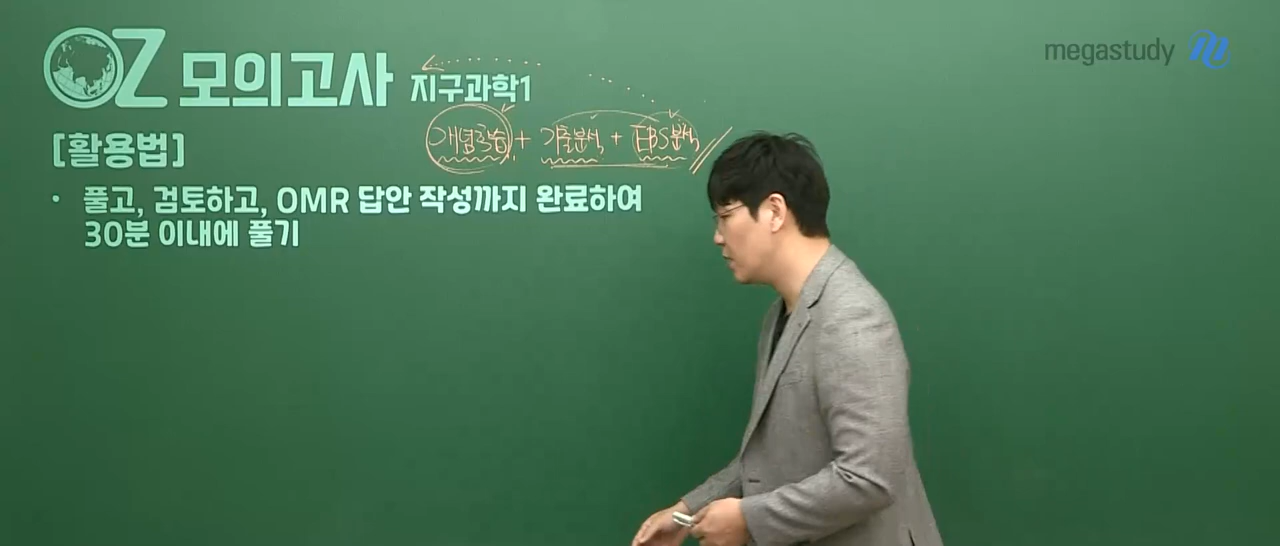 megastudy
OZ 모의고사 지구과학1
개념학습 + 기출분석 + EBS분석
[활용법]
• 풀고, 검토하고, OMR 답안 작성까지 완료하여
30분 이내에 풀기